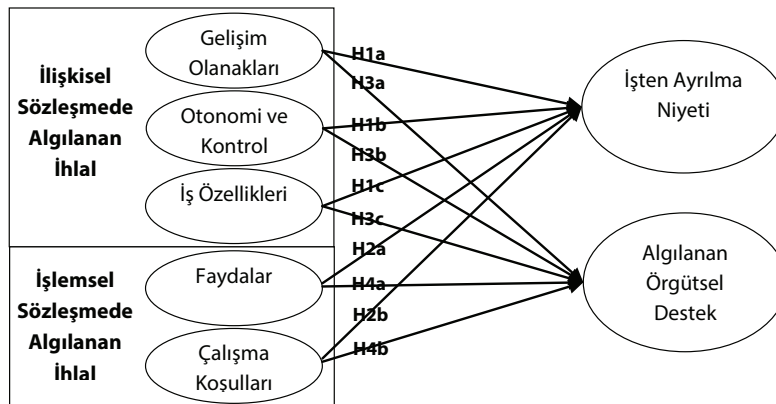 İlişkisel
Sözleşmede
Algılanan
İhlal
Gelişim
Olanakları
Otonomi ve
Kontrol
İş Özellikleri
İşlemsel
Sözleşmede
Algılanan
İhlal
Faydalar
Çalışma
Koşulları
H1a
H3a
H1b
H3b
H1c
H3c
H2a
H4a
H2b
H4b
İşten Ayrılma
Niyeti
Algılanan
Örgütsel
Destek